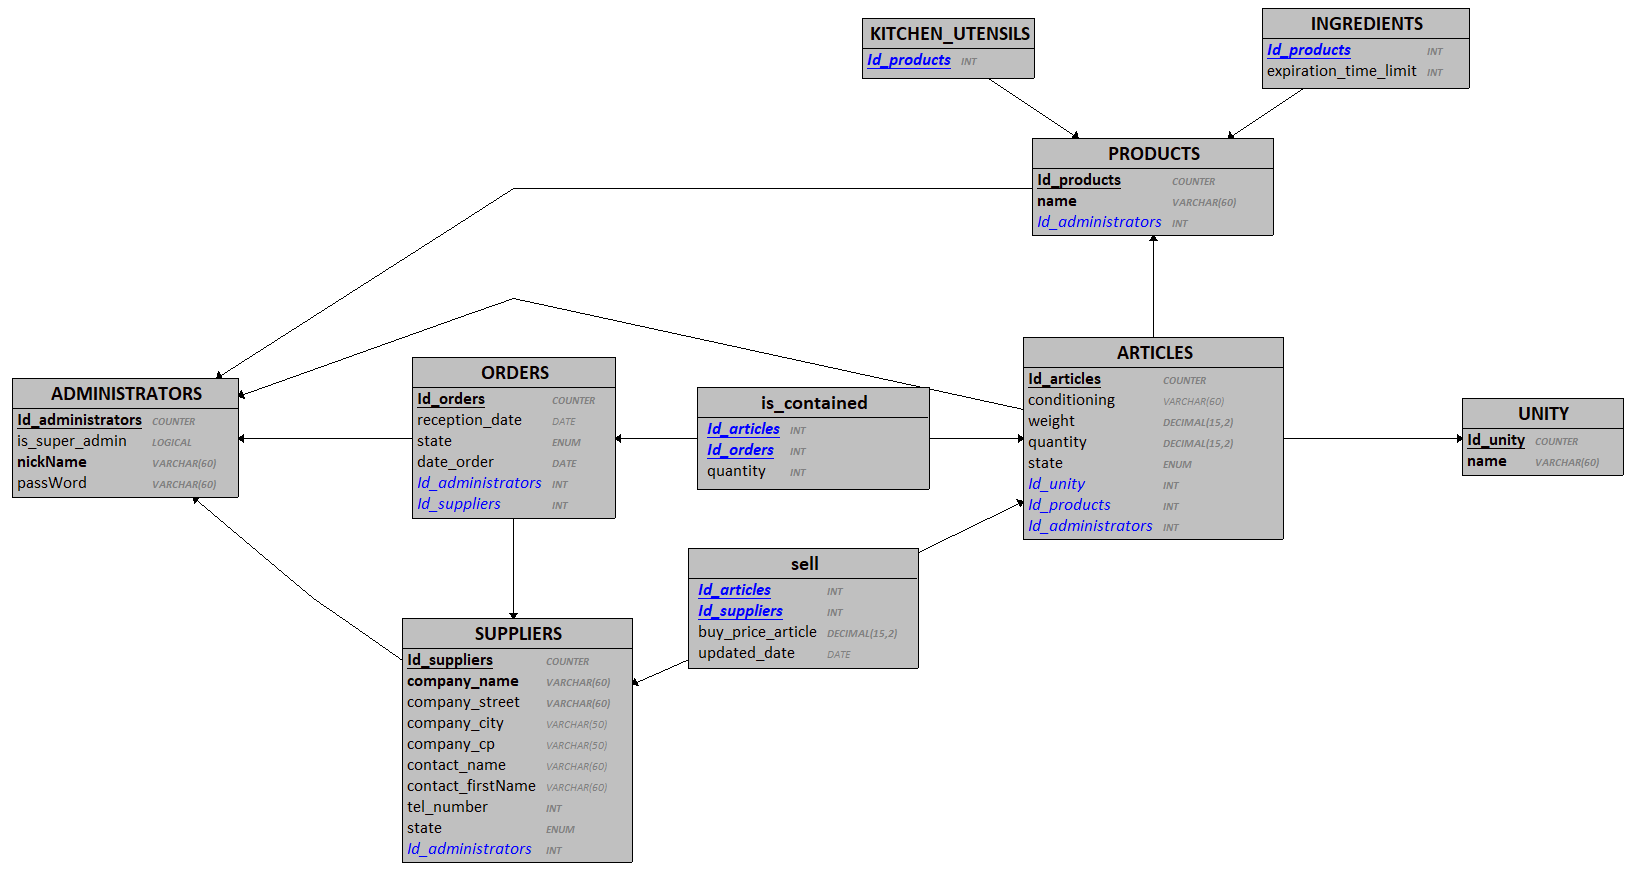 KITCHEN_UTENSILS
Id_products INT
INGREDIENTS
Id_products INT
expiration_time_limit INT
PRODUCTS
Id_products COUNTER
name VARCHAR(60)
Id_administrators INT
ADMINISTRATORS
Id_administrators COUNTER
is_super_admin LOGICAL
nickName VARCHAR(60)
passWord VARCHAR(60)
ORDERS
Id_orders COUNTER
reception_date DATE
state ENUM
date_order DATE
Id_administrators INT
Id_suppliers INT
is_contained
Id_articles INT
Id_orders INT
quantity INT
ARTICLES
Id_articles COUNTER
conditioning VARCHAR(60)
weight DECIMAL(15,2)
quantity DECIMAL(15,2)
state ENUM
Id_unity INT
Id_products INT
Id_administrators INT
UNITY
Id_unity COUNTER
name VARCHAR(60)
sell
Id_articles INT
Id_suppliers INT
buy_price_article DECIMAL(15,2)
updated_date DATE
SUPPLIERS
Id_suppliers COUNTER
company_name VARCHAR(60)
company_street VARCHAR(60)
company_city VARCHAR(50)
company_cp VARCHAR(50)
contact_name VARCHAR(60)
contact_firstName VARCHAR(60)
tel_number INT
state ENUM
Id_administrators INT